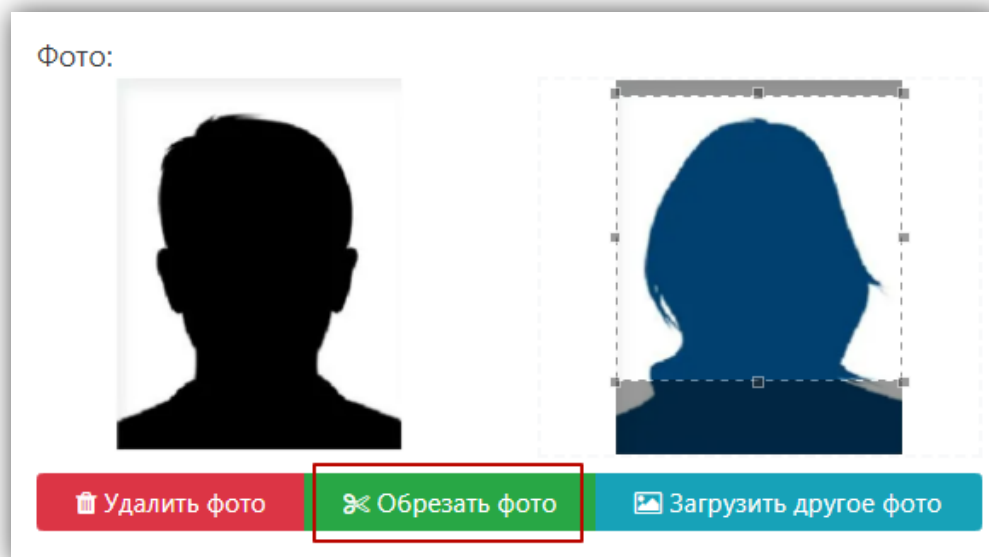 Фото:
Удалить фото
Обрезать фото
Загрузить другое фото